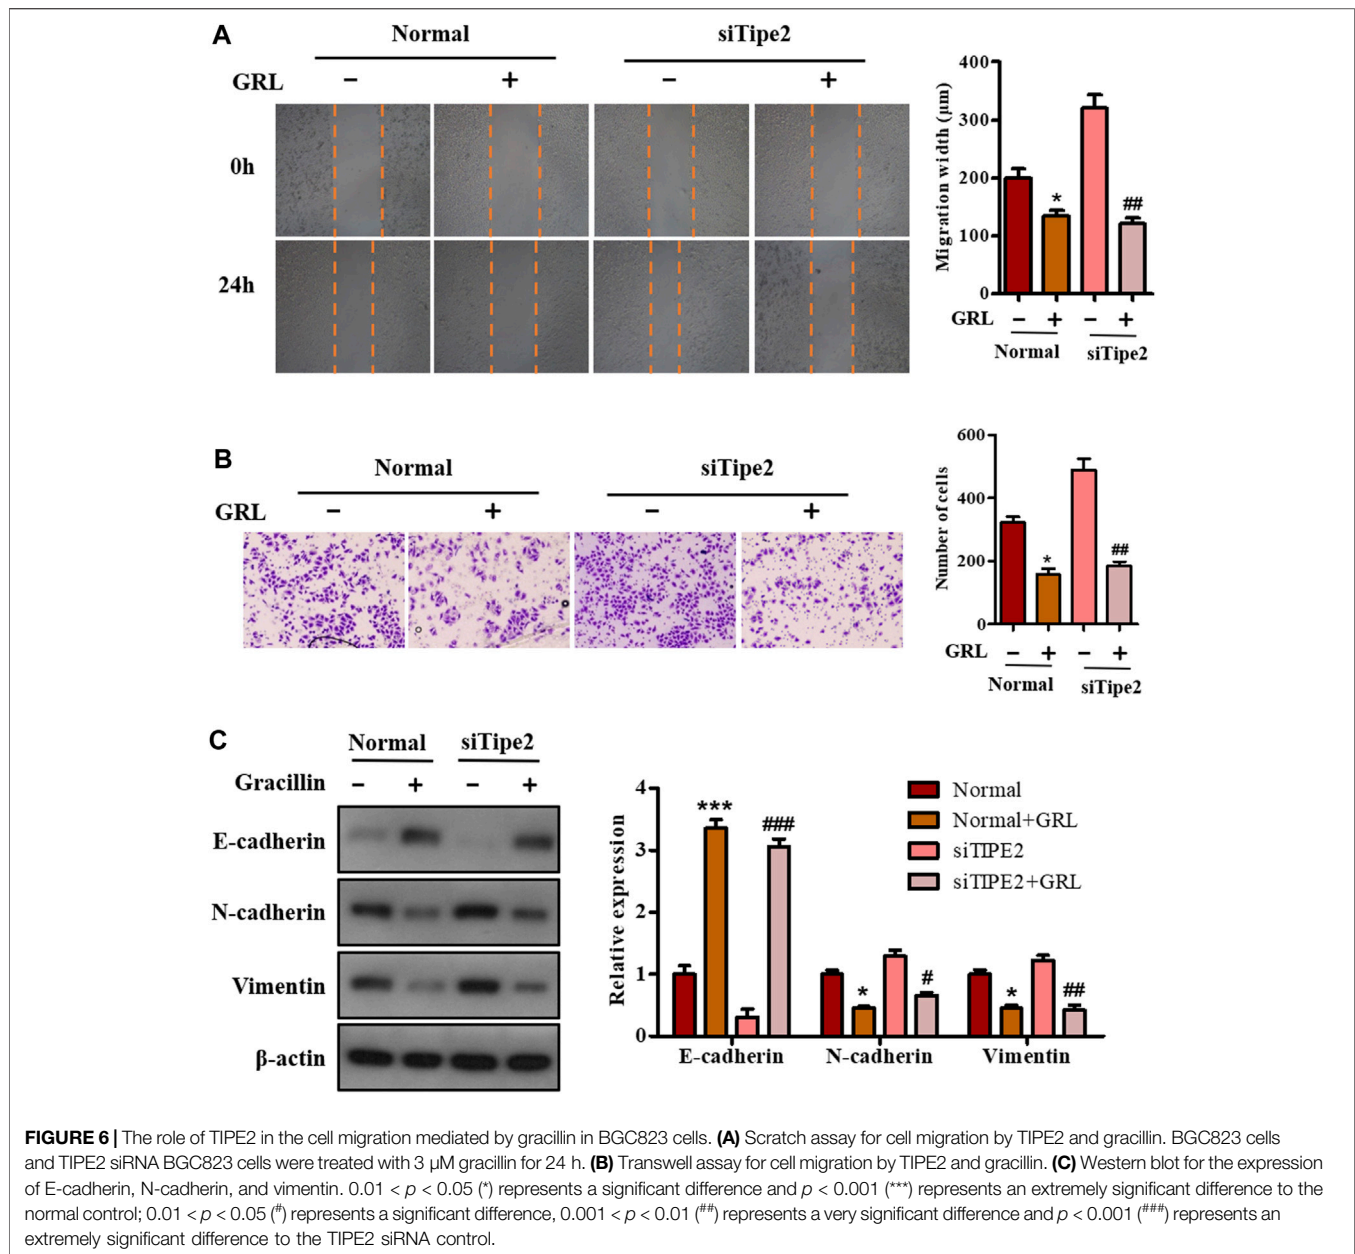 A
Normal
siTipe2
GRL
−
+
−
+
0h
24h
Migration width (μm)
400
300
200
100
0
GRL
−
+
−
+
Normal
siTipe2
*
##
B
Normal
siTipe2
GRL
−
+
−
+
Number of cells
600
400
200
0
GRL
−
+
−
+
Normal
siTipe2
*
##
C
Normal
siTipe2
Gracillin
−
+
−
+
E-cadherin
N-cadherin
Vimentin
β-actin
Relative expression
4
3
2
1
0
***
###
*
#
*
##
E-cadherin
N-cadherin
Vimentin
Normal
Normal+GRL
siTIPE2
siTIPE2+GRL
FIGURE 6 | The role of TIPE2 in the cell migration mediated by gracillin in BGC823 cells. (A) Scratch assay for cell migration by TIPE2 and gracillin. BGC823 cells
and TIPE2 siRNA BGC823 cells were treated with 3 μM gracillin for 24 h. (B) Transwell assay for cell migration by TIPE2 and gracillin. (C) Western blot for the expression
of E-cadherin, N-cadherin, and vimentin. 0.01 < p < 0.05 (*) represents a significant difference and p < 0.001 (***) represents an extremely significant difference to the
normal control; 0.01 < p < 0.05 (#) represents a significant difference, 0.001 < p < 0.01 (##) represents a very significant difference and p < 0.001 (###) represents an
extremely significant difference to the TIPE2 siRNA control.